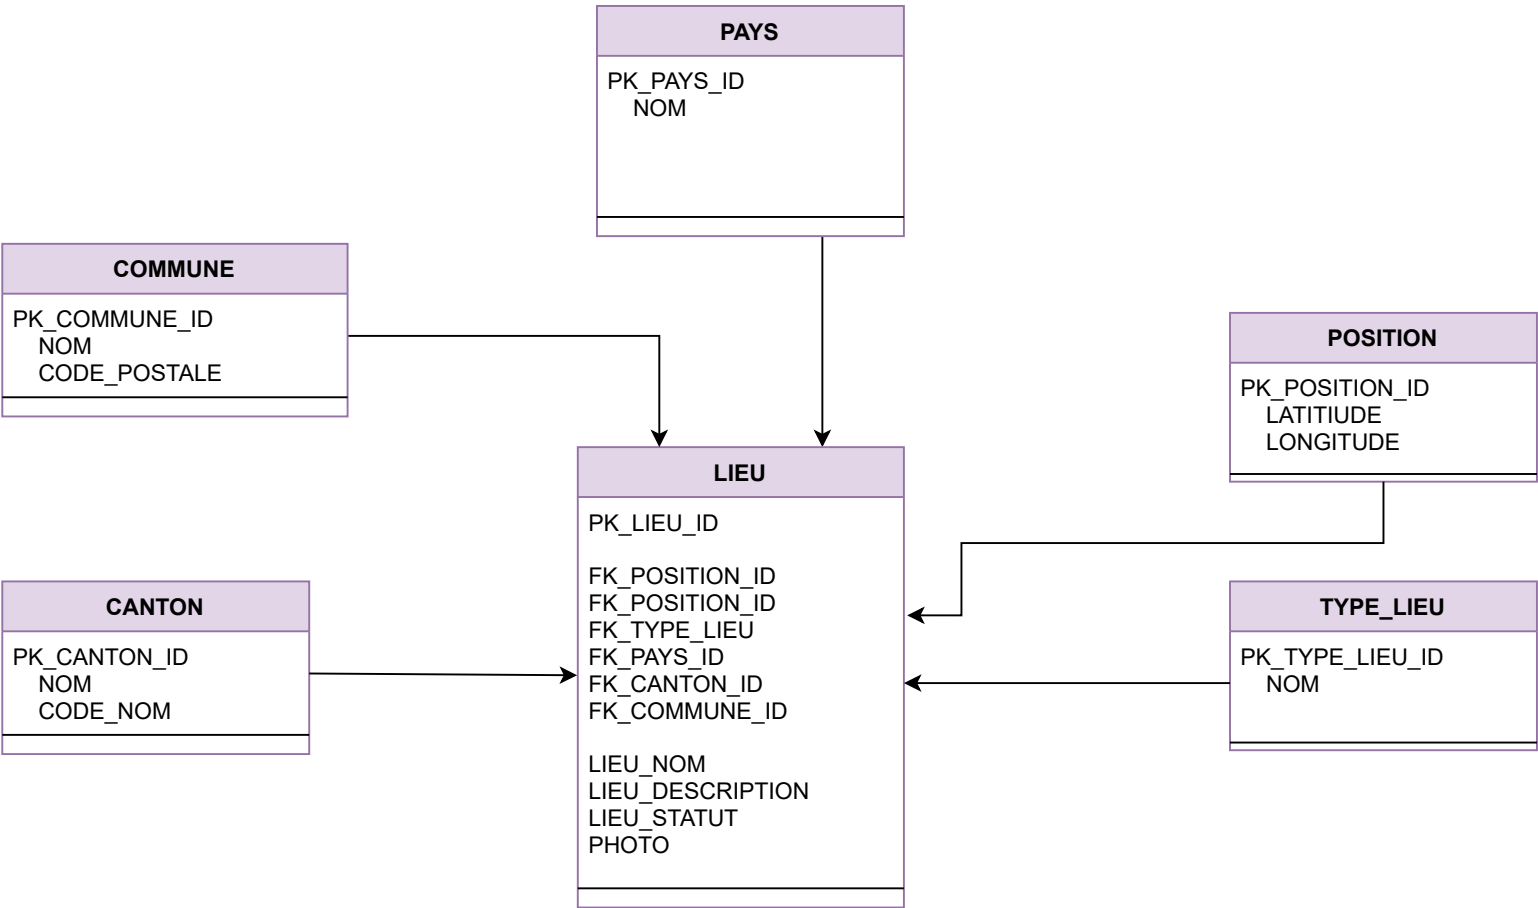 PAYS
PK_PAYS_ID
NOM
COMMUNE
PK_COMMUNE_ID
NOM
CODE_POSTALE
POSITION
PK_POSITION_ID
LATITIUDE
LONGITUDE
LIEU
PK_LIEU_ID
FK_POSITION_ID
FK_POSITION_ID
FK_TYPE_LIEU
FK_PAYS_ID
FK_CANTON_ID
FK_COMMUNE_ID
LIEU_NOM
LIEU_DESCRIPTION
LIEU_STATUT
PHOTO
CANTON
PK_CANTON_ID
NOM
CODE_NOM
TYPE_LIEU
PK_TYPE_LIEU_ID
NOM